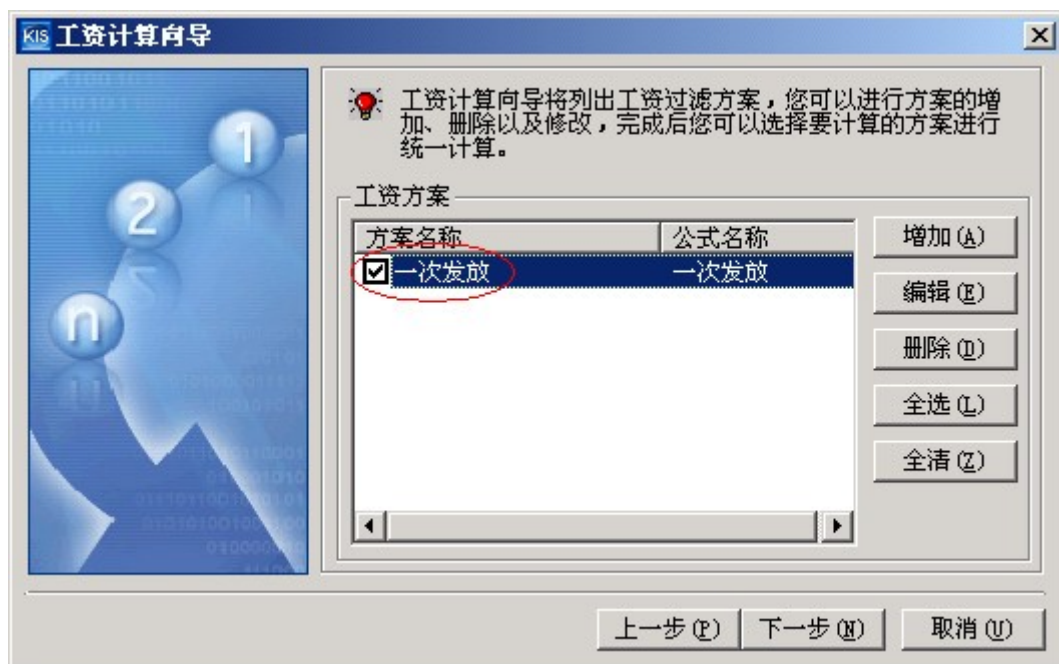 KIS 工资计算向导
1
2
n
工资计算向导将列出工资过滤方案，您可以进行方案的增
加、删除以及修改，完成后您可以选择要计算的方案进行
统一计算。
工资方案
方案名称 公式名称
一次发放 一次发放
增加(A)
编辑(E)
删除(D)
全选(L)
全清(Z)
上一步(P) 下一步(N) 取消(U)